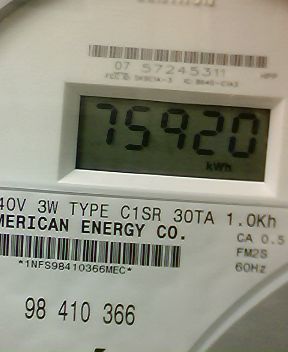 07 57245311
75920
kWh
40V 3W TYPE C1SR 30TA 1.0Kh
MERICAN ENERGY CO.
CA 0.5
FM2S
60Hz
*1NFS98410366MEC*
98 410 366